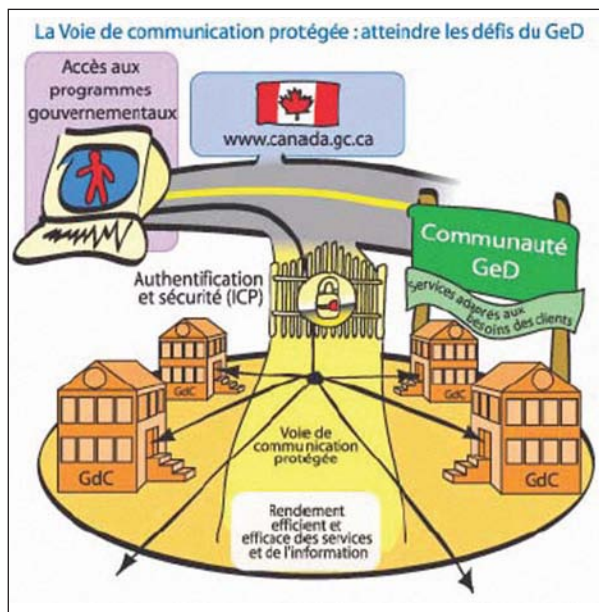 La Voie de communication protégée : atteindre les défis du GeD
Accès aux
programmes
gouvernementaux
www.canada.gc.ca
Communauté
GeD
Services adaprés aux
besoins des clients
Authentification
et sécurité (ICP)
GdC
GdC
GdC
GdC
Voie de
communication
protégée
Rendement
efficient et
efficace des services
et de l'information